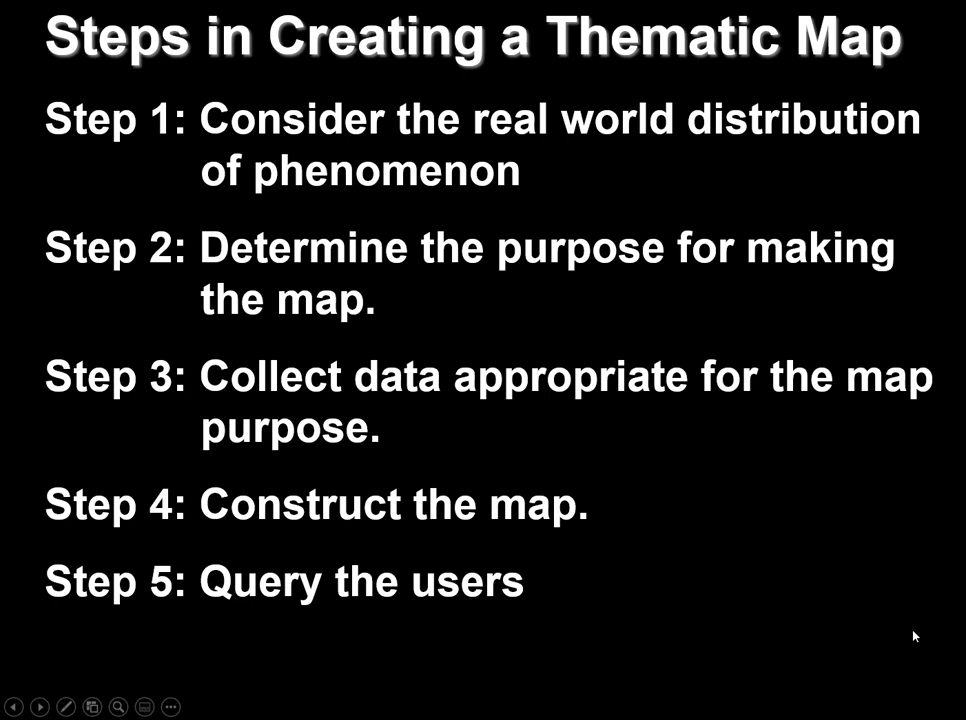 Steps in Creating a Thematic Map
Step 1: Consider the real world distribution
of phenomenon
Step 2: Determine the purpose for making
the map.
Step 3: Collect data appropriate for the map
purpose.
Step 4: Construct the map.
Step 5: Query the users